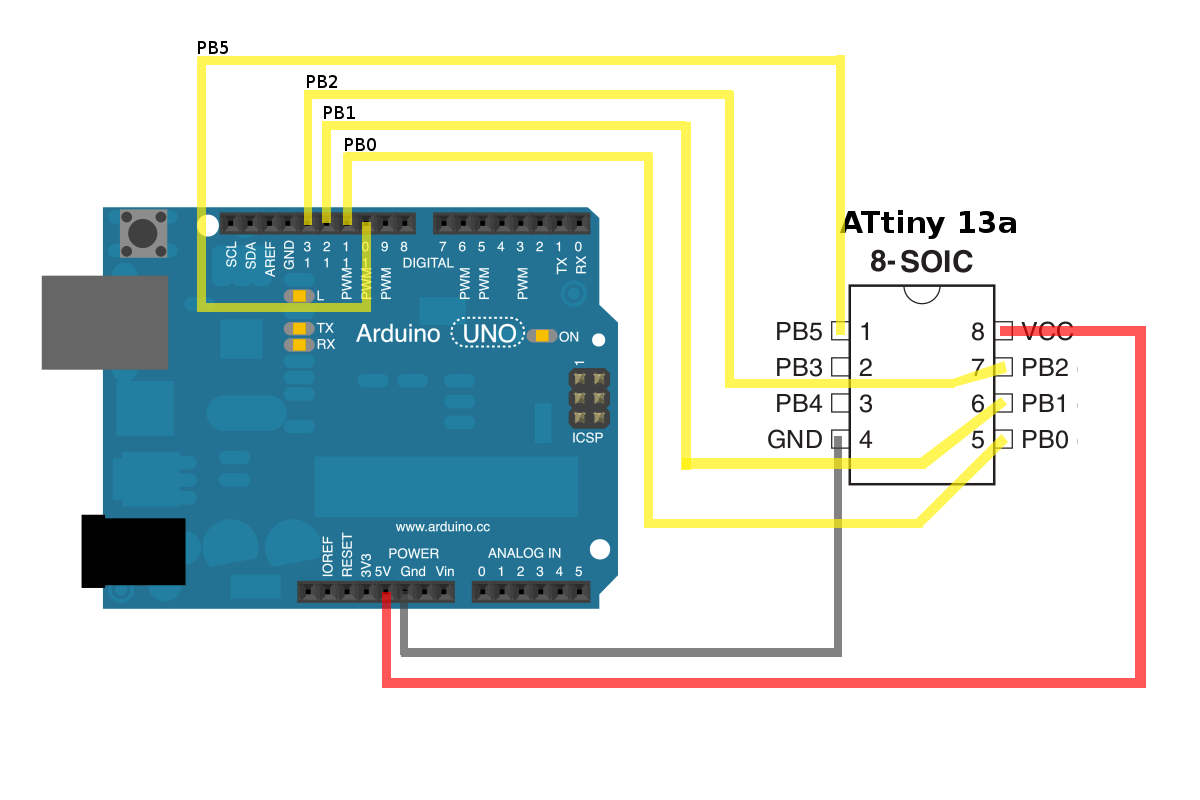 PB5
PB2
PB1
PB0
SCL
SDA
AREF
GND
13
12
PWM 11
PWM 10
PWM 9
8
7
PWM 6
PWM 5
4
PWM 3
2
TX 1
RX 0
DIGITAL
L
TX
RX
Arduino UNO
ON
1
ICSP
www.arduino.cc
IOREF
RESET
3V3
5V
Gnd
Vin
POWER
ANALOG IN
0 1 2 3 4 5
ATtiny 13a
8-SOIC
PB5 1 8 VCC
PB3 2 7 PB2
PB4 3 6 PB1
GND 4 5 PB0